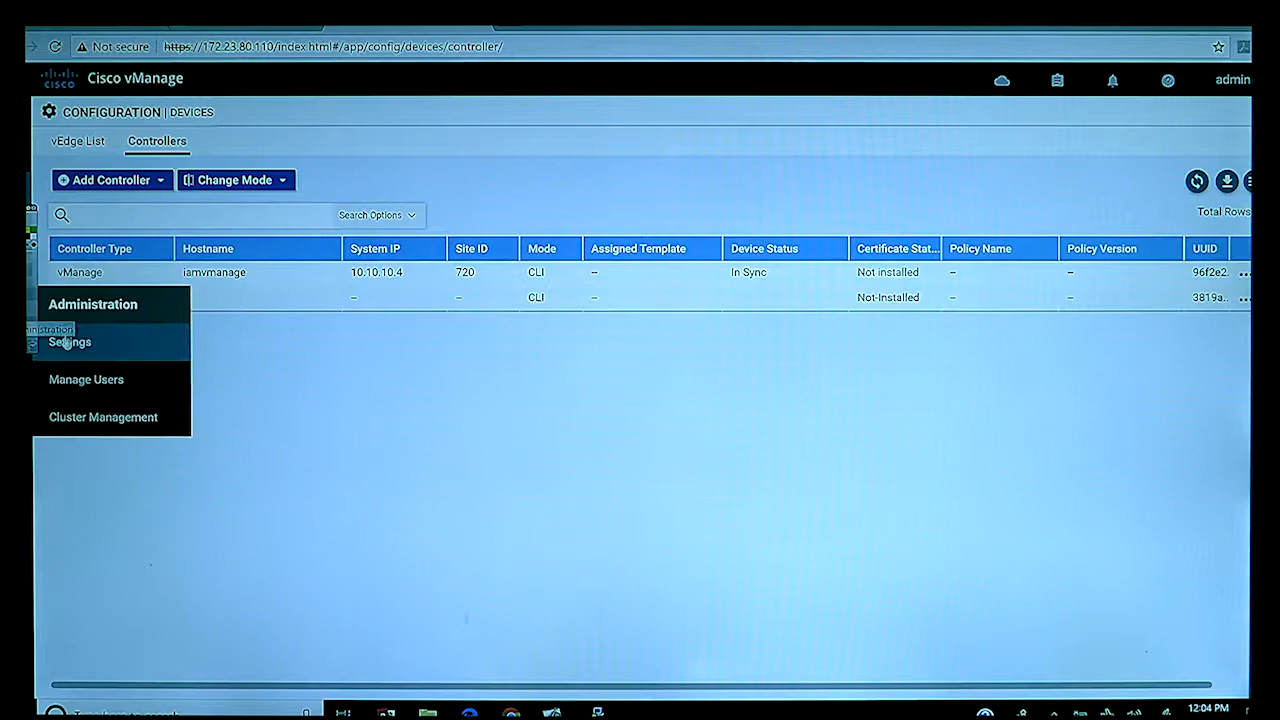 Not secure | https://172.23.80.110/index.html#/app/config/devices/controller/
CISCO Cisco vManage admin
CONFIGURATION | DEVICES
vEdge List Controllers
Add Controller Change Mode
Search Options
Total Rows
Controller Type Hostname System IP Site ID Mode Assigned Template Device Status Certificate Stat... Policy Name Policy Version UUID
vManage iamvmanage 10.10.10.4 720 CLI -- In Sync Not installed -- -- 96f2e2.. ...
-- -- CLI Not-Installed -- -- 3819a.. ...
Administration
ministration
Settings
Manage Users
Cluster Management
12:04 PM